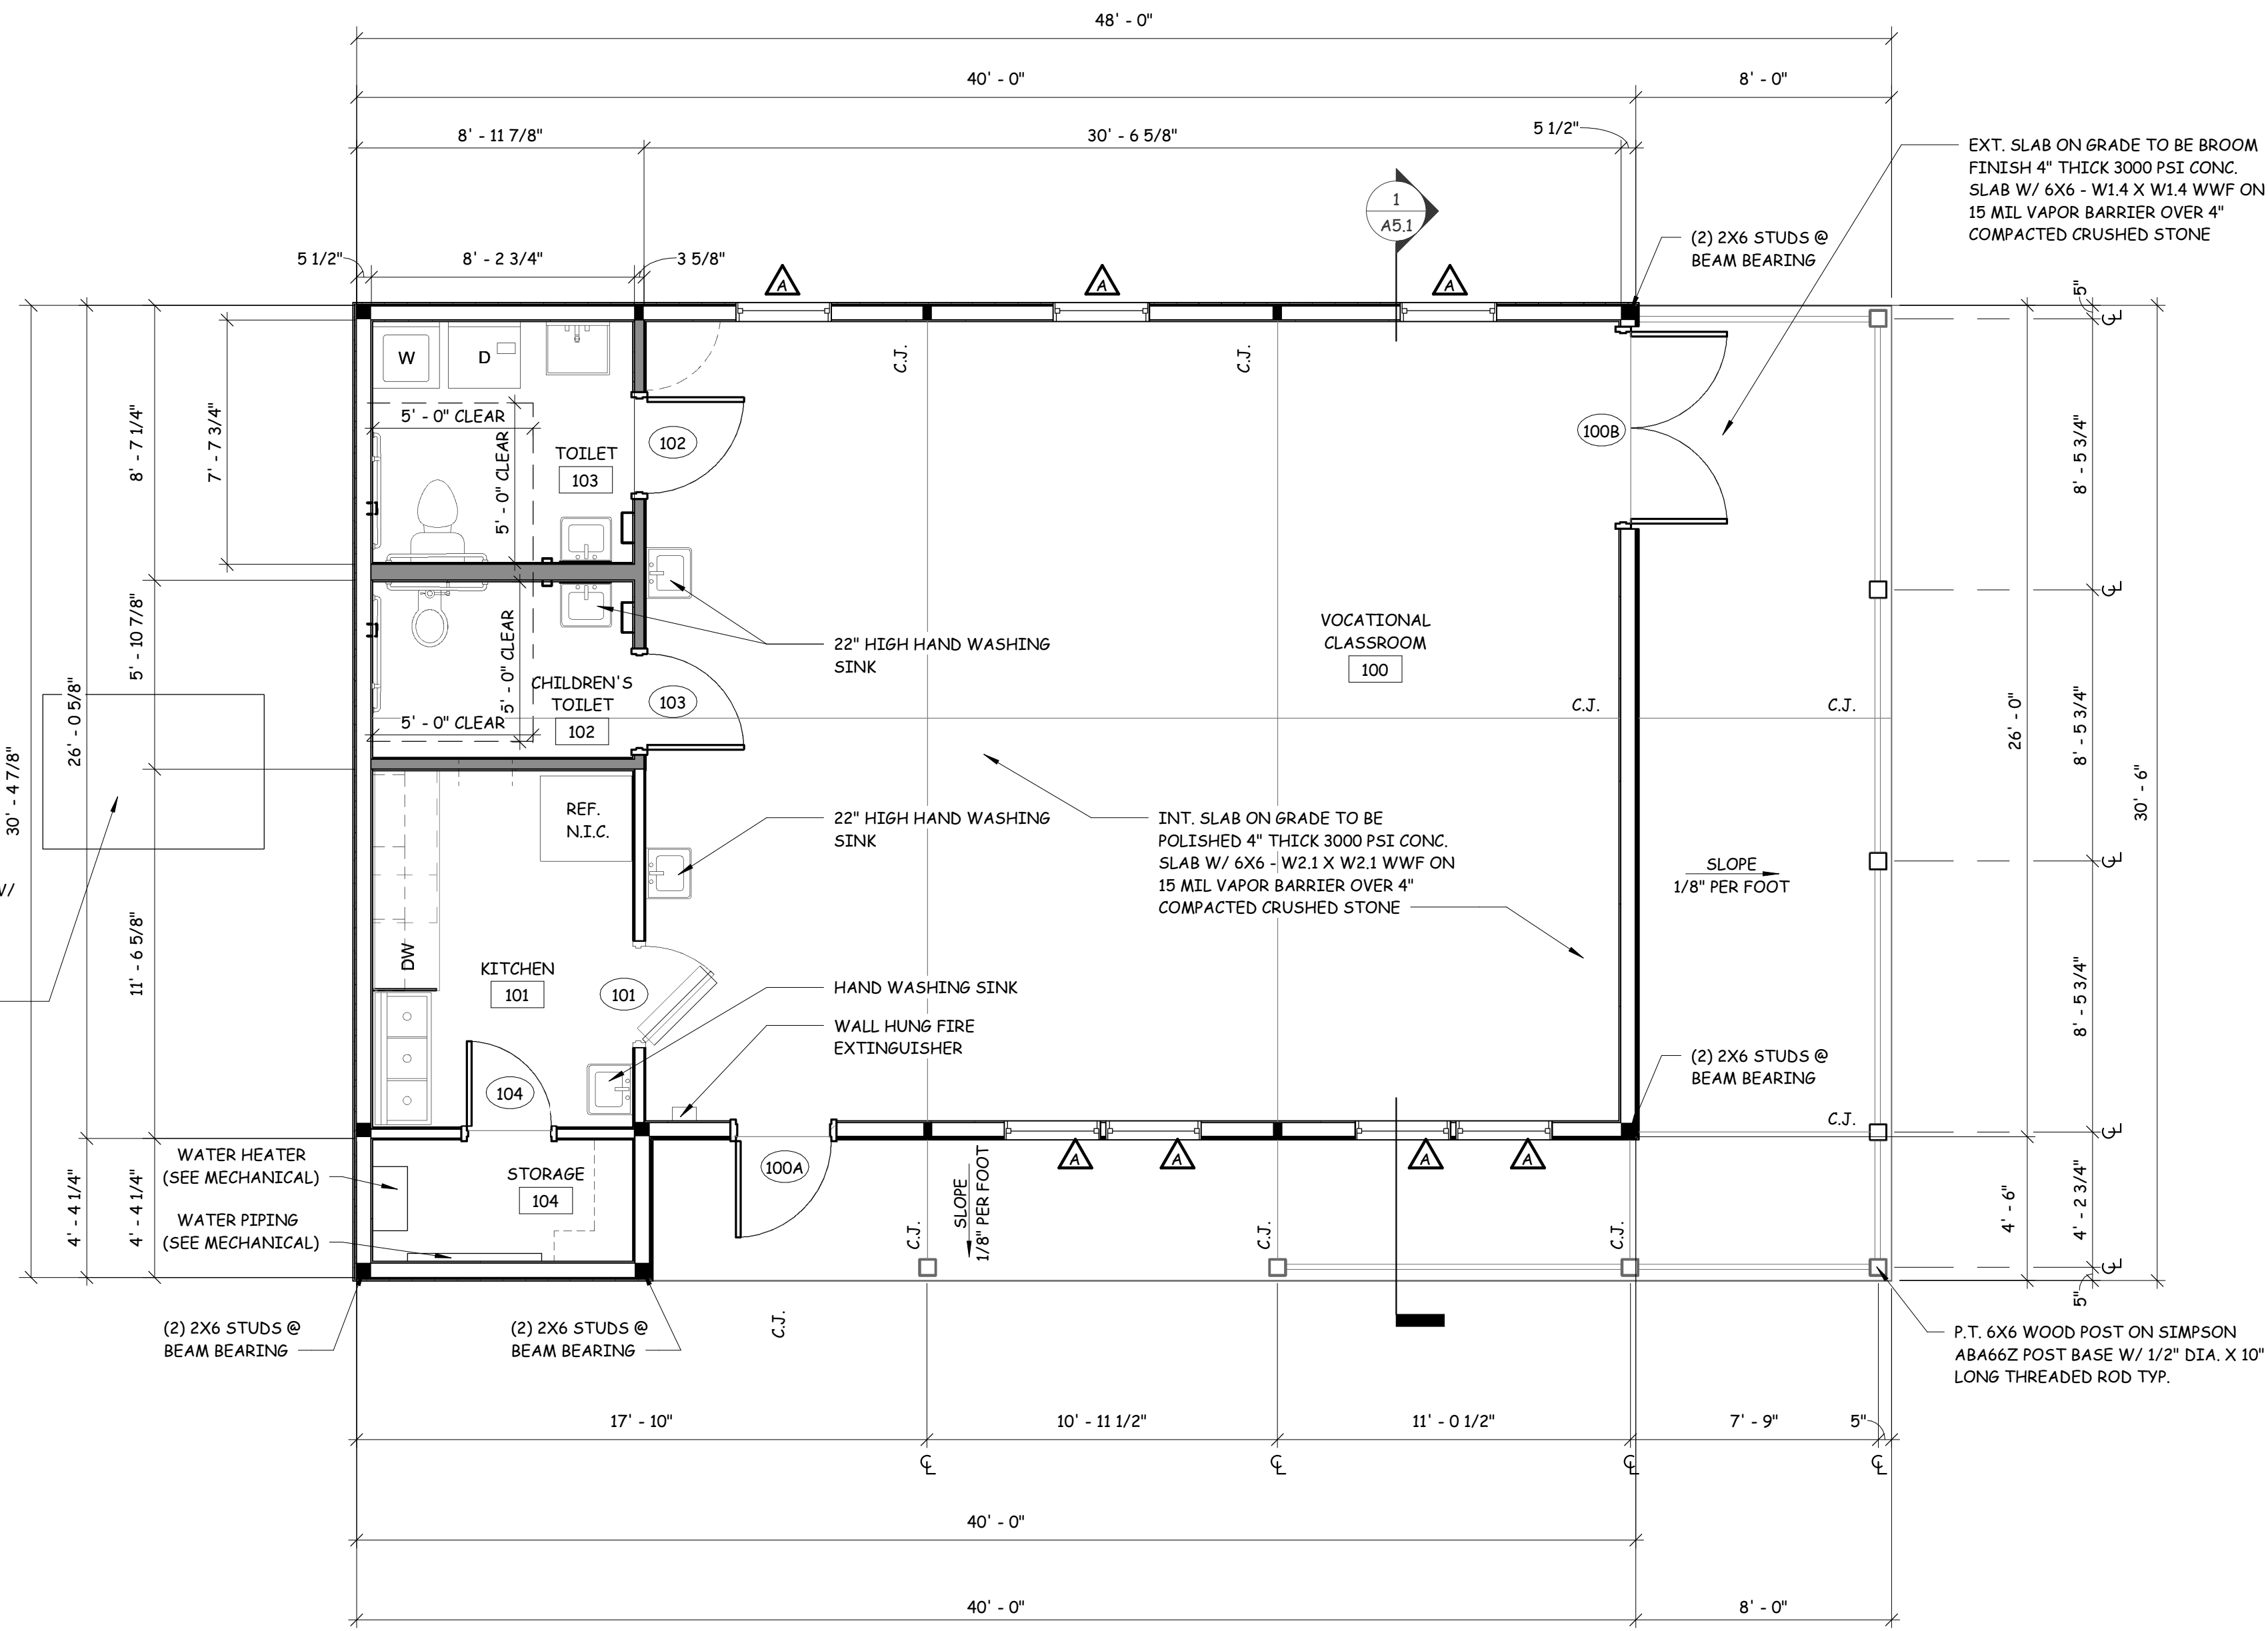 48' - 0"
40' - 0"
8' - 0"
8' - 11 7/8"
30' - 6 5/8"
5 1/2"
EXT. SLAB ON GRADE TO BE BROOM
FINISH 4" THICK 3000 PSI CONC.
SLAB W/ 6X6 - W1.4 X W1.4 WWF ON
15 MIL VAPOR BARRIER OVER 4"
COMPACTED CRUSHED STONE
1
A5.1
(2) 2X6 STUDS @
BEAM BEARING
5 1/2"
8' - 2 3/4"
3 5/8"
A
A
A
5"
CL
W
D
C.J.
C.J.
8' - 7 1/4"
7' - 7 3/4"
5' - 0" CLEAR
5' - 0" CLEAR
TOILET
103
102
100B
8' - 5 3/4"
CL
5' - 10 7/8"
5' - 0" CLEAR
22" HIGH HAND WASHING
SINK
VOCATIONAL
CLASSROOM
100
CHILDREN'S
TOILET
102
103
5' - 0" CLEAR
C.J.
C.J.
26' - 0 5/8"
30' - 4 7/8"
26' - 0"
8' - 5 3/4"
30' - 6"
REF.
N.I.C.
22" HIGH HAND WASHING
SINK
INT. SLAB ON GRADE TO BE
POLISHED 4" THICK 3000 PSI CONC.
SLAB W/ 6X6 - W2.1 X W2.1 WWF ON
15 MIL VAPOR BARRIER OVER 4"
COMPACTED CRUSHED STONE
SLOPE
1/8" PER FOOT
CL
W/
11' - 6 5/8"
DW
KITCHEN
101
101
HAND WASHING SINK
WALL HUNG FIRE
EXTINGUISHER
8' - 5 3/4"
(2) 2X6 STUDS @
BEAM BEARING
104
C.J.
CL
A
A
A
A
WATER HEATER
(SEE MECHANICAL)
STORAGE
104
100A
SLOPE
1/8" PER FOOT
4' - 4 1/4"
4' - 4 1/4"
WATER PIPING
(SEE MECHANICAL)
C.J.
C.J.
C.J.
4' - 6"
4' - 2 3/4"
CL
5"
C.J.
(2) 2X6 STUDS @
BEAM BEARING
(2) 2X6 STUDS @
BEAM BEARING
P.T. 6X6 WOOD POST ON SIMPSON
ABA66Z POST BASE W/ 1/2" DIA. X 10"
LONG THREADED ROD TYP.
17' - 10"
10' - 11 1/2"
11' - 0 1/2"
7' - 9"
5"
CL
CL
CL
CL
40' - 0"
40' - 0"
8' - 0"